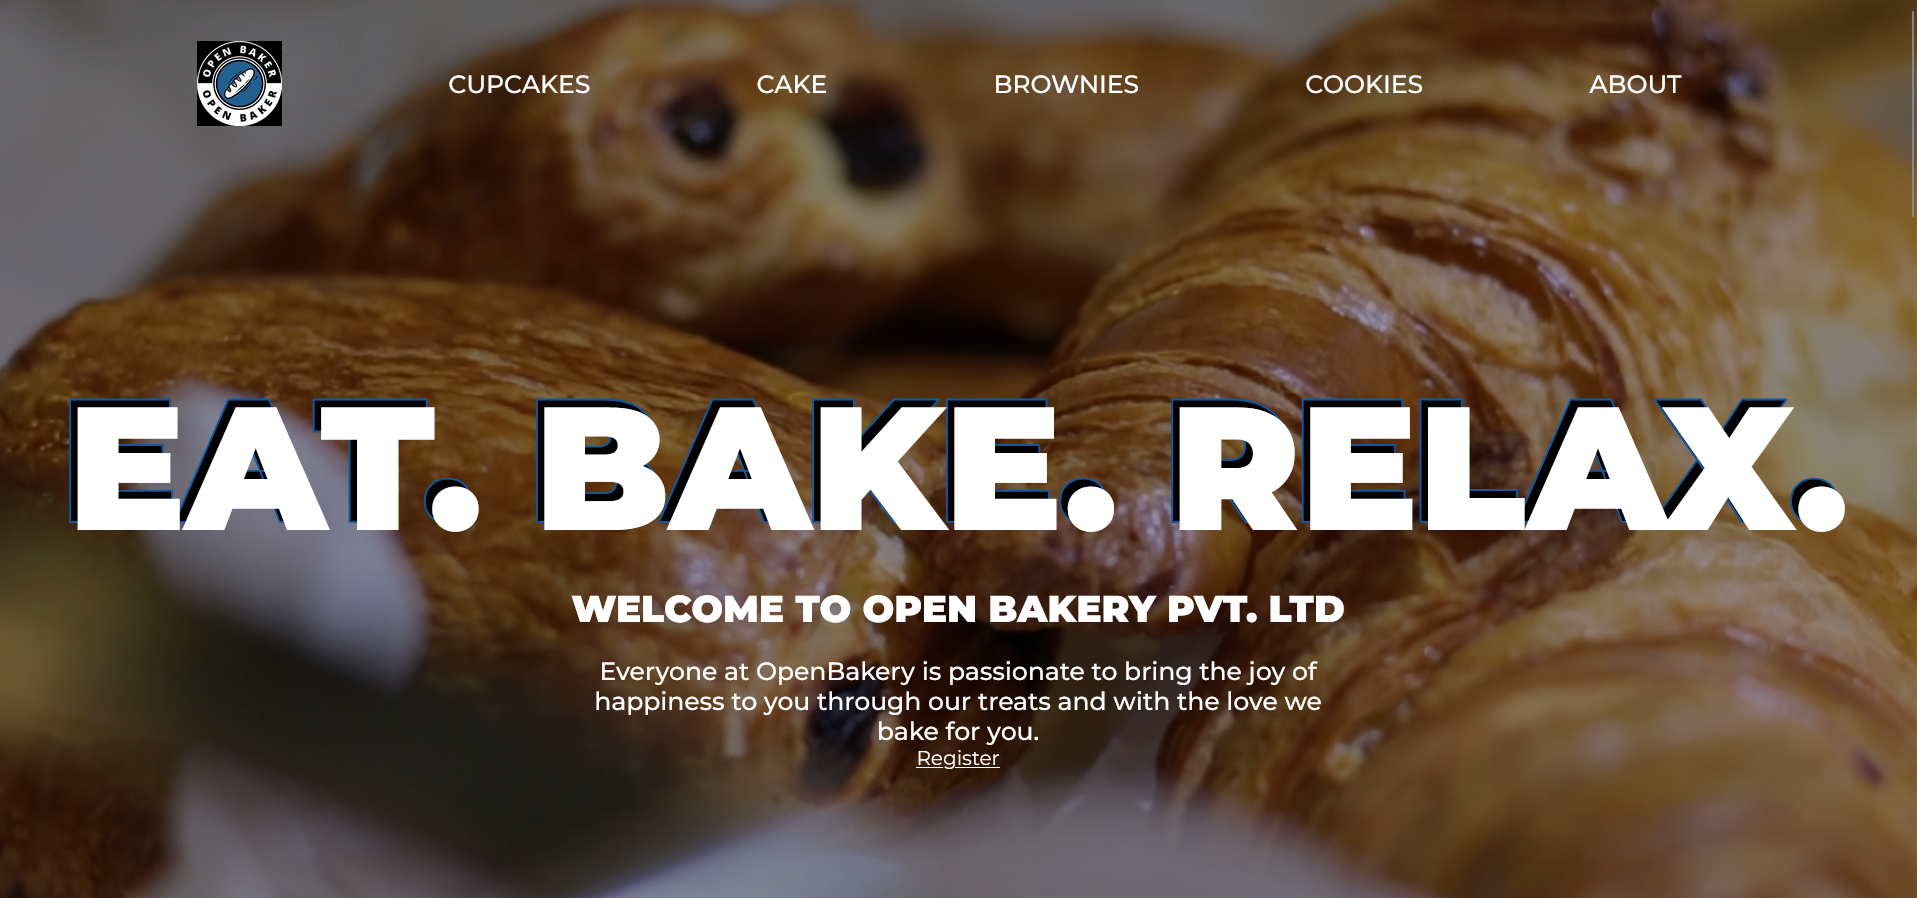 OPEN BAKER
OPEN BAKER
CUPCAKES
CAKE
BROWNIES
COOKIES
ABOUT
EAT. BAKE. RELAX.
WELCOME TO OPEN BAKERY PVT. LTD
Everyone at OpenBakery is passionate to bring the joy of
happiness to you through our treats and with the love we
bake for you.
Register